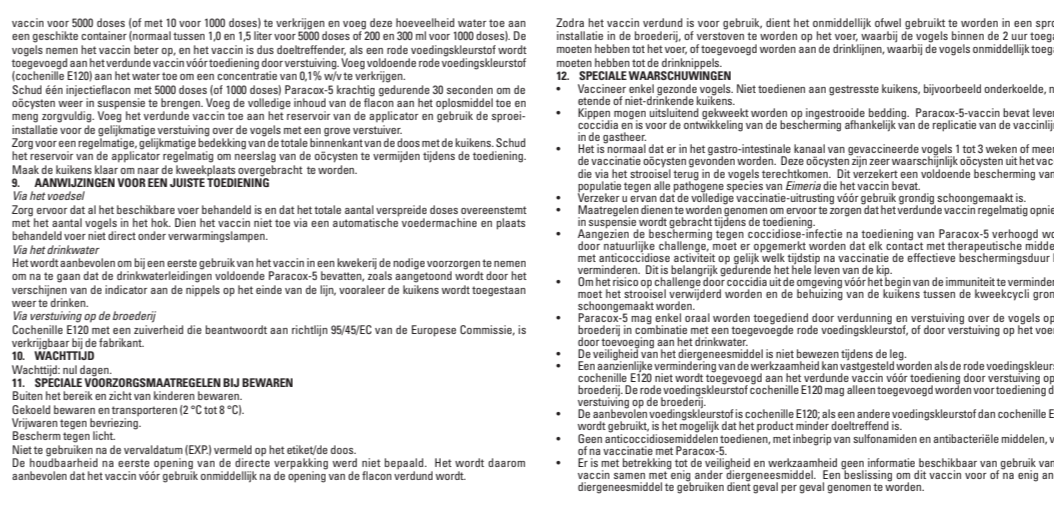 vaccin voor 5000 doses (of met 10 voor 1000 doses) te verkrijgen en voeg deze hoeveelheid water toe aan
een geschikte container (normaal tussen 1,0 en 1,5 liter voor 5000 doses of 200 en 300 ml voor 1000 doses). De
vogels nemen het vaccin beter op, en het vaccin is dus doeltreffender, als een rode voedingskleurstof wordt
toegevoegd aan het verdunde vaccin vóór toediening door verstuiving. Voeg voldoende rode voedingskleurstof
(cochenille E120) aan het water toe om een concentratie van 0,1% w/v te verkrijgen.
Schud één injectieflacon met 5000 doses (of 1000 doses) Paracox-5 krachtig gedurende 30 seconden om de
oöcysten weer in suspensie te brengen. Voeg de volledige inhoud van de flacon aan het oplosmiddel toe en
meng zorgvuldig. Voeg het verdunde vaccin toe aan het reservoir van de applicator en gebruik de sproei-
installatie voor de gelijkmatige verstuiving over de vogels met een grove verstuiver.
Zorg voor een regelmatige, gelijkmatige bedekking van de totale binnenkant van de doos met de kuikens. Schud
het reservoir van de applicator regelmatig om neerslag van de oöcysten te vermijden tijdens de toediening.
Maak de kuikens klaar om naar de kweekplaats overgebracht te worden.
9. AANWIJZINGEN VOOR EEN JUISTE TOEDIENING
Via het voedsel
Zorg ervoor dat al het beschikbare voer behandeld is en dat het totale aantal verspreide doses overeenstemt
met het aantal vogels in het hok. Dien het vaccin niet toe via een automatische voedermachine en plaats
behandeld voer niet direct onder verwarmingslampen.
Via het drinkwater
Het wordt aanbevolen om bij een eerste gebruik van het vaccin in een kwekerij de nodige voorzorgen te nemen
om na te gaan dat de drinkwaterleidingen voldoende Paracox-5 bevatten, zoals aangetoond wordt door het
verschijnen van de indicator aan de nippels op het einde van de lijn, vooraleer de kuikens wordt toegestaan
weer te drinken.
Via verstuiving op de broederij
Cochenille E120 met een zuiverheid die beantwoordt aan richtlijn 95/45/EC van de Europese Commissie, is
verkrijgbaar bij de fabrikant.
10. WACHTTIJD
Wachttijd: nul dagen.
11. SPECIALE VOORZORGSMAATREGELEN BIJ BEWAREN
Buiten het bereik en zicht van kinderen bewaren.
Gekoeld bewaren en transporteren (2 °C tot 8 °C).
Vrijwaren tegen bevriezing.
Bescherm tegen licht.
Niet te gebruiken na de vervaldatum (EXP.) vermeld op het etiket/de doos.
De houdbaarheid na eerste opening van de directe verpakking werd niet bepaald. Het wordt daarom
aanbevolen dat het vaccin vóór gebruik onmiddellijk na de opening van de flacon verdund wordt.
Zodra het vaccin verdund is voor gebruik, dient het onmiddellijk ofwel gebruikt te worden in een spro
installatie in de broederij, of verstoven te worden op het voer, waarbij de vogels binnen de 2 uur toega
moeten hebben tot het voer, of toegevoegd worden aan de drinklijnen, waarbij de vogels onmiddellijk toega
moeten hebben tot de drinknippels.
12. SPECIALE WAARSCHUWINGEN
• Vaccineer enkel gezonde vogels. Niet toedienen aan gestresste kuikens, bijvoorbeeld onderkoelde, n
etende of niet-drinkende kuikens.
• Kippen mogen uitsluitend gekweekt worden op ingestrooide bedding. Paracox-5-vaccin bevat lever
coccidia en is voor de ontwikkeling van de bescherming afhankelijk van de replicatie van de vaccinlijn
in de gastheer.
• Het is normaal dat er in het gastro-intestinale kanaal van gevaccineerde vogels 1 tot 3 weken of meer
de vaccinatie oöcysten gevonden worden. Deze oöcysten zijn zeer waarschijnlijk oöcysten uit het vacc
die via het strooisel terug in de vogels terechtkomen. Dit verzekert een voldoende bescherming van
populatie tegen alle pathogene species van Eimeria die het vaccin bevat.
• Verzeker u ervan dat de volledige vaccinatie-uitrusting vóór gebruik grondig schoongemaakt is.
• Maatregelen dienen te worden genomen om ervoor te zorgen dat het verdunde vaccin regelmatig opnie
in suspensie wordt gebracht tijdens de toediening.
• Aangezien de bescherming tegen coccidiose-infectie na toediening van Paracox-5 verhoogd wo
door natuurlijke challenge, moet er opgemerkt worden dat elk contact met therapeutische midde
met anticoccidiose activiteit op gelijk welk tijdstip na vaccinatie de effectieve beschermingsduur k
verminderen. Dit is belangrijk gedurende het hele leven van de kip.
• Om het risico op challenge door coccidia uit de omgeving vóór het begin van de immuniteit te verminder
moet het strooisel verwijderd worden en de behuizing van de kuikens tussen de kweekcycli gron
schoongemaakt worden.
• Paracox-5 mag enkel oraal worden toegediend door verdunning en verstuiving over de vogels op
broederij in combinatie met een toegevoegde rode voedingskleurstof, of door verstuiving op het voer
door toevoeging aan het drinkwater.
• De veiligheid van het diergeneesmiddel is niet bewezen tijdens de leg.
• Een aanzienlijke vermindering van de werkzaamheid kan vastgesteld worden als de rode voedingskleurs
cochenille E120 niet wordt toegevoegd aan het verdunde vaccin vóór toediening door verstuiving op
broederij. De rode voedingskleurstof cochenille E120 mag alleen toegevoegd worden voor toediening d
verstuiving op de broederij.
• De aanbevolen voedingskleurstof is cochenille E120; als een andere voedingskleurstof dan cochenille E
wordt gebruikt, is het mogelijk dat het product minder doeltreffend is.
• Geen anticoccidiosemiddelen toedienen, met inbegrip van sulfonamiden en antibacteriële middelen, v
of na vaccinatie met Paracox-5.
• Er is met betrekking tot de veiligheid en werkzaamheid geen informatie beschikbaar van gebruik van
vaccin samen met enig ander diergeneesmiddel. Een beslissing om dit vaccin voor of na enig an
diergeneesmiddel te gebruiken dient geval per geval genomen te worden.